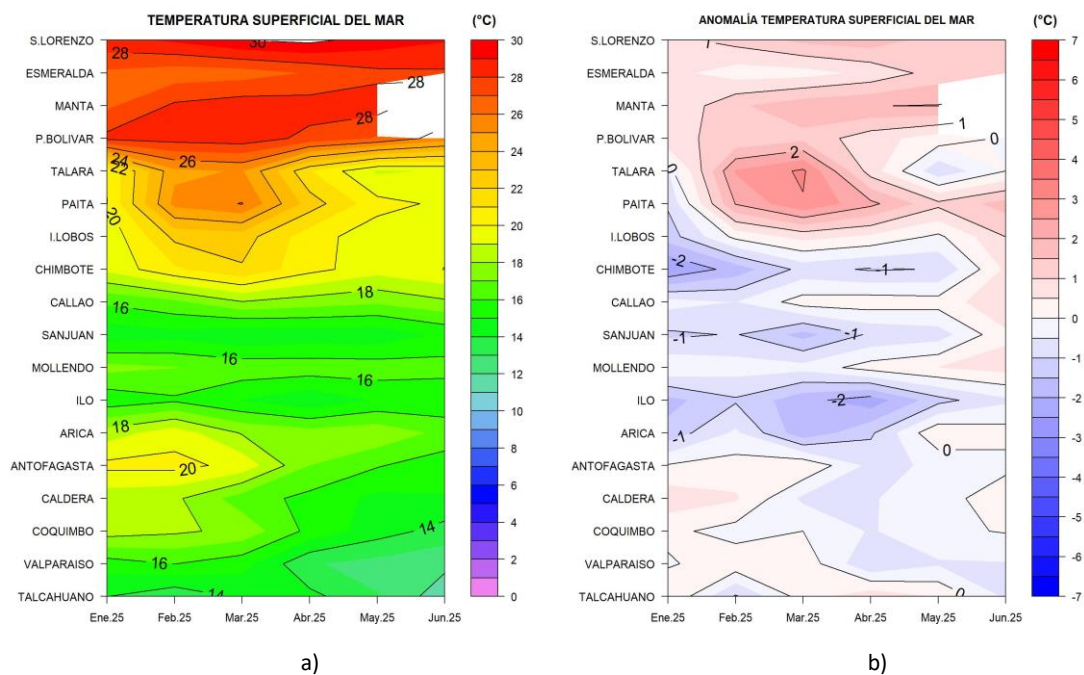 TEMPERATURA SUPERFICIAL DEL MAR
(°C)
S.LORENZO
ESMERALDA
MANTA
P.BOLIVAR
TALARA
PAITA
I.LOBOS
CHIMBOTE
CALLAO
SANJUAN
MOLLENDO
ILO
ARICA
ANTOFAGASTA
CALDERA
COQUIMBO
VALPARAISO
TALCAHUANO
28
30
28
28
24
22
26
20
16
18
16
16
18
20
16
14
14
Ene.25 Feb.25 Mar.25 Abr.25 May.25 Jun.25
30
28
26
24
22
20
18
16
14
12
10
8
6
4
2
0
a)
ANOMALÍA TEMPERATURA SUPERFICIAL DEL MAR
(°C)
S.LORENZO
ESMERALDA
MANTA
P.BOLIVAR
TALARA
PAITA
I.LOBOS
CHIMBOTE
CALLAO
SANJUAN
MOLLENDO
ILO
ARICA
ANTOFAGASTA
CALDERA
COQUIMBO
VALPARAISO
TALCAHUANO
1
1
0
2
0
-2
-1
-1
-1
-2
-1
0
0
Ene.25 Feb.25 Mar.25 Abr.25 May.25 Jun.25
7
6
5
4
3
2
1
0
-1
-2
-3
-4
-5
-6
-7
b)